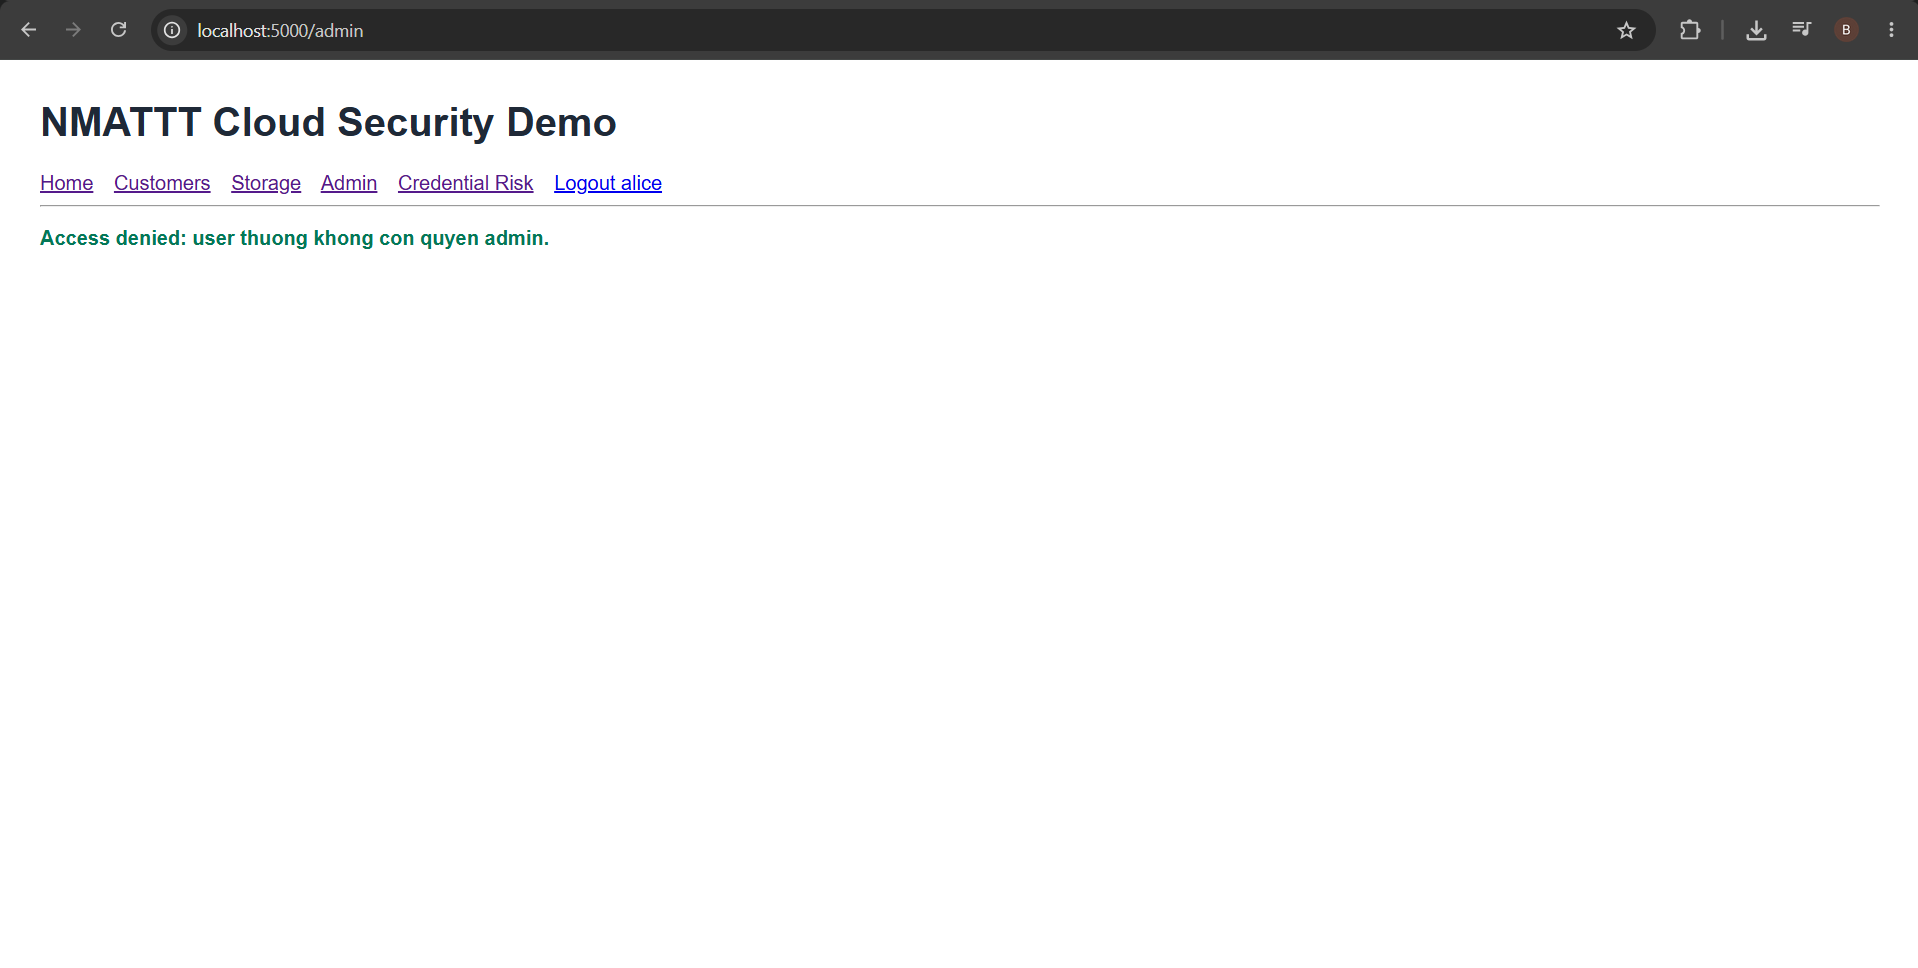 localhost:5000/admin
B
NMATTT Cloud Security Demo
Home Customers Storage Admin Credential Risk Logout alice
Access denied: user thuong khong con quyen admin.